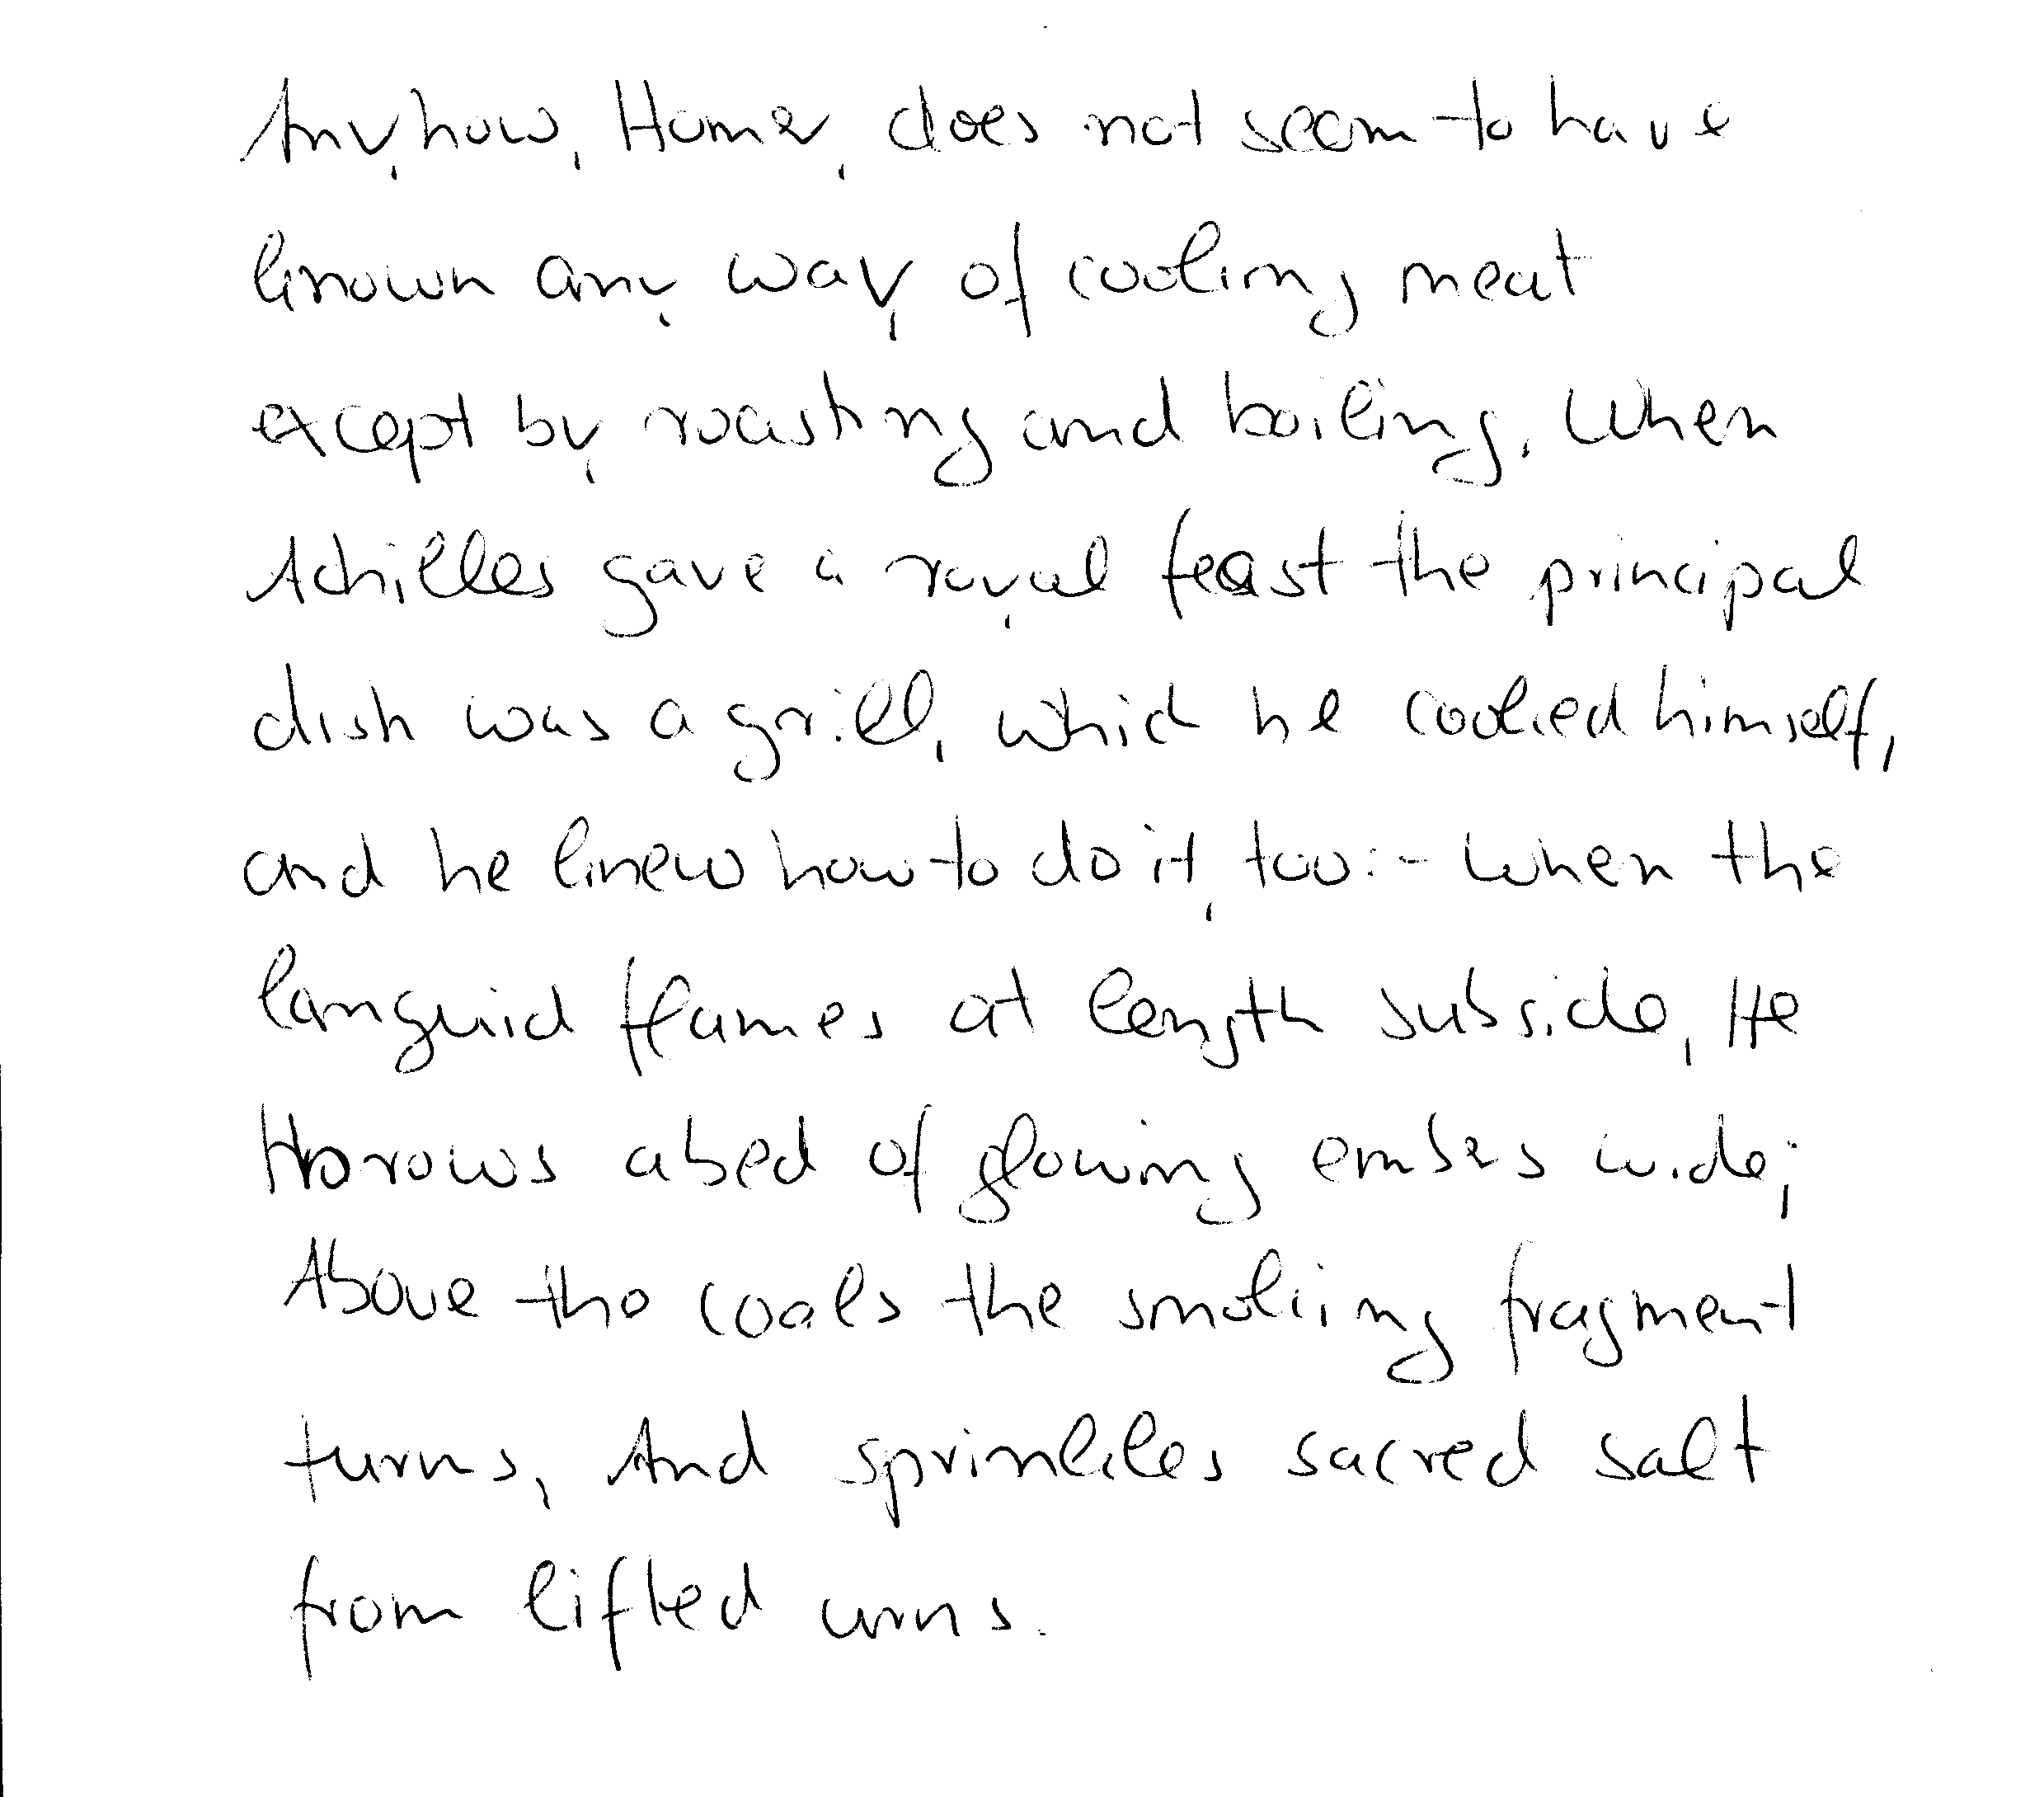 Anyhow, Homer, does not seem to have
known any way of cooking meat
except by roasting and boiling. When
Achilles gave a royal feast the principal
dish was a grill, which he cooked himself,
and he knew how to do it, too:- When the
languid flames at length subside, He
throws a bed of glowing embers wide;
Above the coals the smoking fragment
turns, And sprinkles sacred salt
from lifted urns.